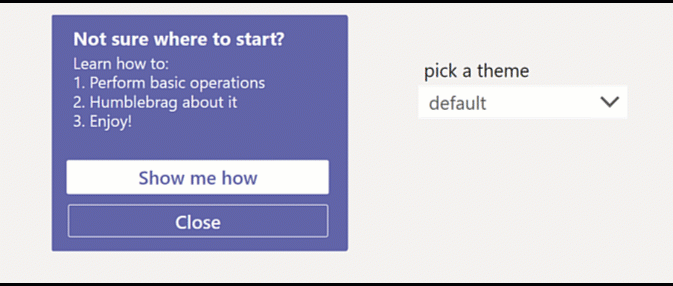 Not sure where to start?
Learn how to:
1. Perform basic operations
2. Humblebrag about it
3. Enjoy!
Show me how
Close
pick a theme
default